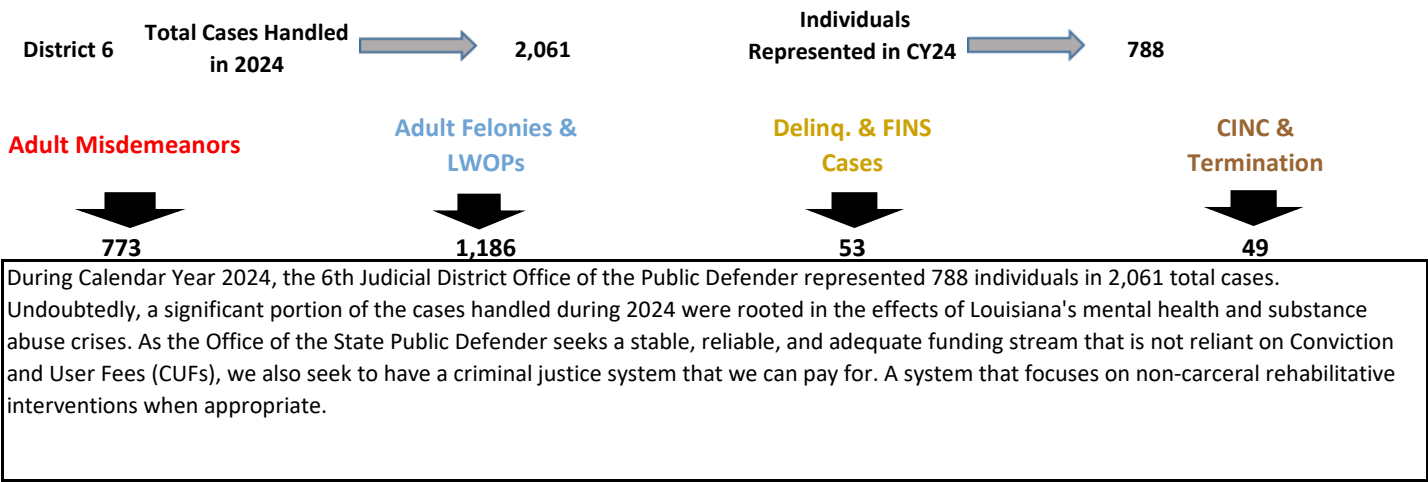 District 6
Total Cases Handled
in 2024
2,061
Individuals
Represented in CY24
788
Adult Misdemeanors
Adult Felonies &
LWOPs
Delinq. & FINS
Cases
CINC &
Termination
773
1,186
53
49
During Calendar Year 2024, the 6th Judicial District Office of the Public Defender represented 788 individuals in 2,061 total cases.
Undoubtedly, a significant portion of the cases handled during 2024 were rooted in the effects of Louisiana's mental health and substance
abuse crises. As the Office of the State Public Defender seeks a stable, reliable, and adequate funding stream that is not reliant on Conviction
and User Fees (CUFs), we also seek to have a criminal justice system that we can pay for. A system that focuses on non-carceral rehabilitative
interventions when appropriate.